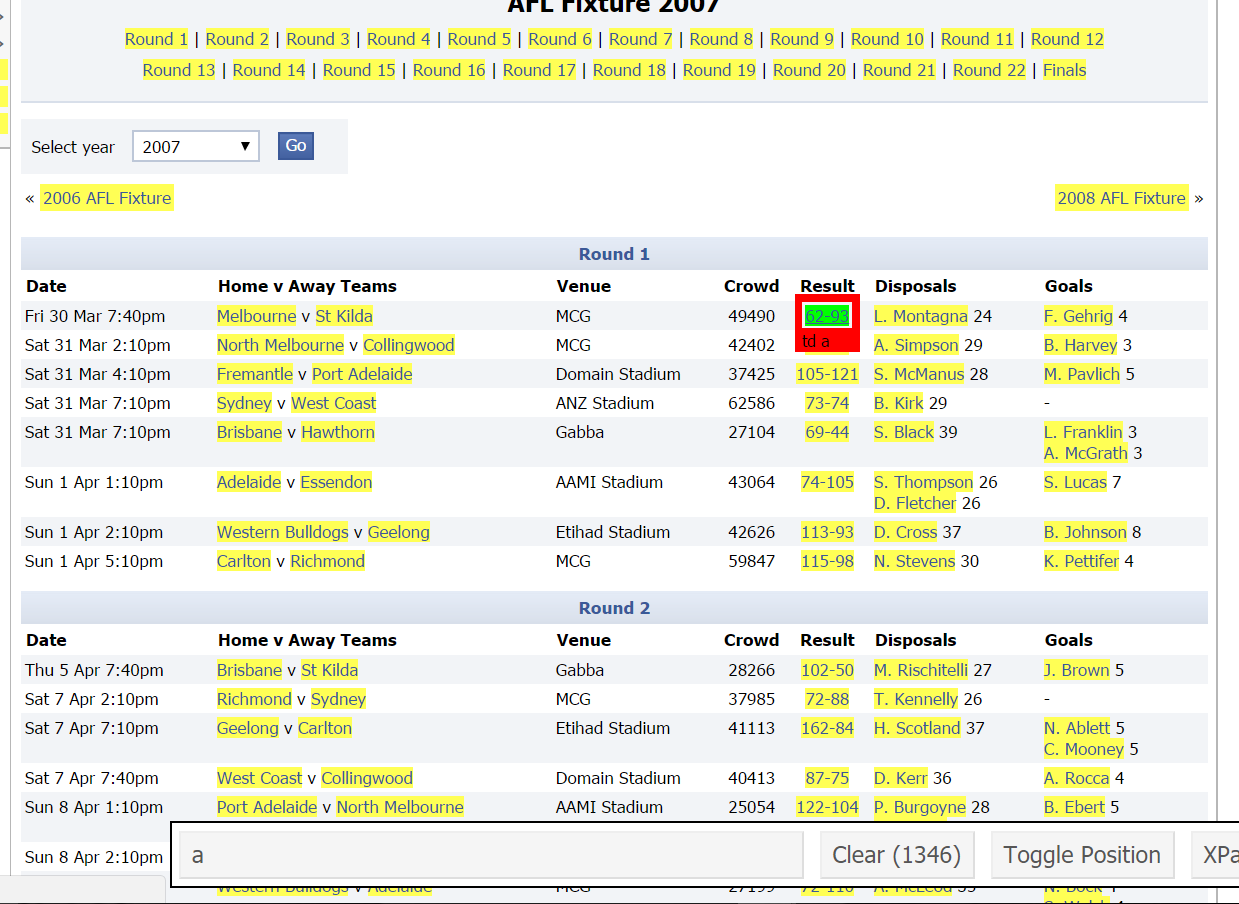 AFL Fixture 2007
Round 1 | Round 2 | Round 3 | Round 4 | Round 5 | Round 6 | Round 7 | Round 8 | Round 9 | Round 10 | Round 11 | Round 12
Round 13 | Round 14 | Round 15 | Round 16 | Round 17 | Round 18 | Round 19 | Round 20 | Round 21 | Round 22 | Finals
Select year 2007 ▼ Go
« 2006 AFL Fixture 2008 AFL Fixture »
Round 1
Date Home v Away Teams Venue Crowd Result Disposals Goals
Fri 30 Mar 7:40pm Melbourne v St Kilda MCG 49490 62-93 L. Montagna 24 F. Gehrig 4
td a
Sat 31 Mar 2:10pm North Melbourne v Collingwood MCG 42402 A. Simpson 29 B. Harvey 3
Sat 31 Mar 4:10pm Fremantle v Port Adelaide Domain Stadium 37425 105-121 S. McManus 28 M. Pavlich 5
Sat 31 Mar 7:10pm Sydney v West Coast ANZ Stadium 62586 73-74 B. Kirk 29 -
Sat 31 Mar 7:10pm Brisbane v Hawthorn Gabba 27104 69-44 S. Black 39 L. Franklin 3
A. McGrath 3
Sun 1 Apr 1:10pm Adelaide v Essendon AAMI Stadium 43064 74-105 S. Thompson 26 S. Lucas 7
D. Fletcher 26
Sun 1 Apr 2:10pm Western Bulldogs v Geelong Etihad Stadium 42626 113-93 D. Cross 37 B. Johnson 8
Sun 1 Apr 5:10pm Carlton v Richmond MCG 59847 115-98 N. Stevens 30 K. Pettifer 4
Round 2
Date Home v Away Teams Venue Crowd Result Disposals Goals
Thu 5 Apr 7:40pm Brisbane v St Kilda Gabba 28266 102-50 M. Rischitelli 27 J. Brown 5
Sat 7 Apr 2:10pm Richmond v Sydney MCG 37985 72-88 T. Kennelly 26 -
Sat 7 Apr 7:10pm Geelong v Carlton Etihad Stadium 41113 162-84 H. Scotland 37 N. Ablett 5
C. Mooney 5
Sat 7 Apr 7:40pm West Coast v Collingwood Domain Stadium 40413 87-75 D. Kerr 36 A. Rocca 4
Sun 8 Apr 1:10pm Port Adelaide v North Melbourne AAMI Stadium 25054 122-104 P. Burgoyne 28 B. Ebert 5
Sun 8 Apr 2:10pm
a Clear (1346) Toggle Position XPa
Western Bulldogs v Adelaide MCG